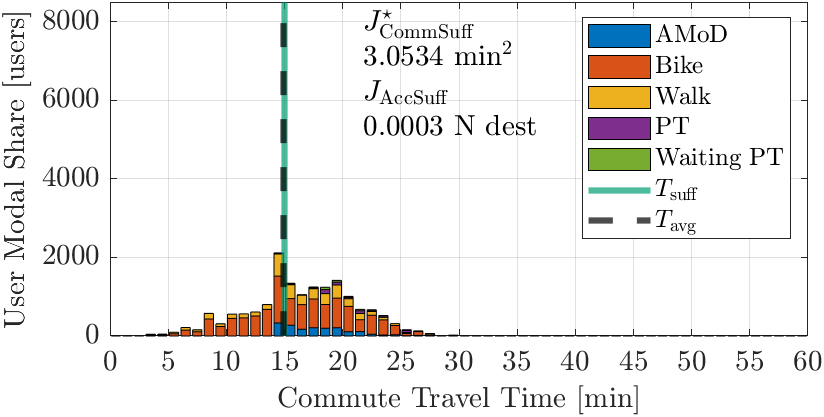 8000
6000
4000
2000
0
User Modal Share [users]
J⋆CommSuff
3.0534 min²
JAccSuff
0.0003 N dest
AMoD
Bike
Walk
PT
Waiting PT
Tsuff
Tavg
0 5 10 15 20 25 30 35 40 45 50 55 60
Commute Travel Time [min]